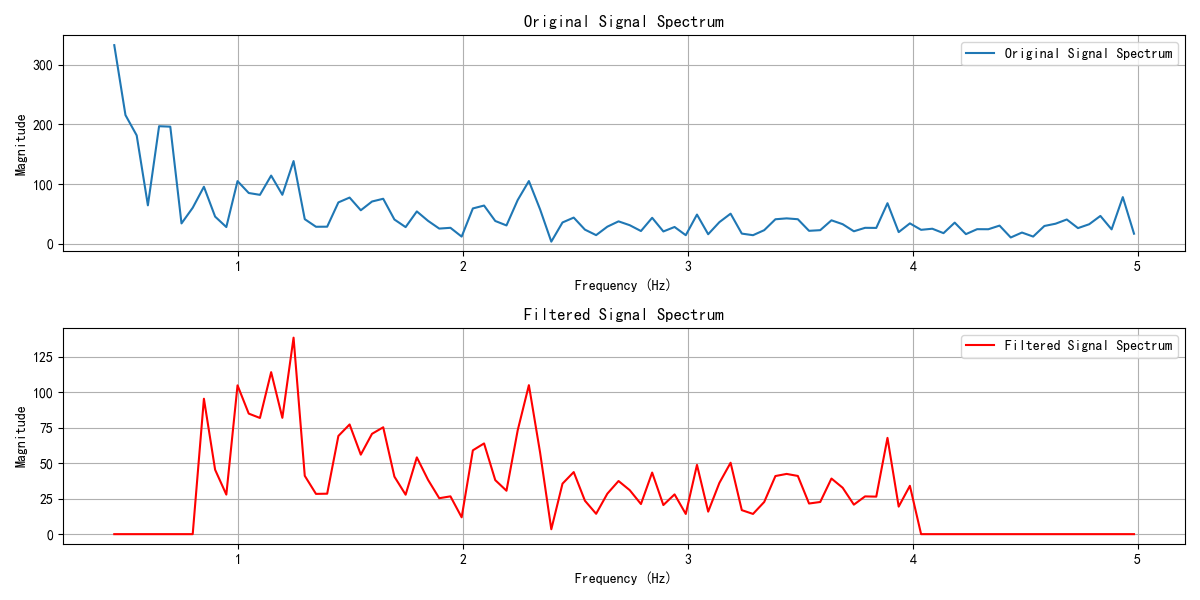 Original Signal Spectrum
Original Signal Spectrum
300
200
100
0
Magnitude
1 2 3 4 5
Frequency (Hz)
Filtered Signal Spectrum
Filtered Signal Spectrum
125
100
75
50
25
0
Magnitude
1 2 3 4 5
Frequency (Hz)